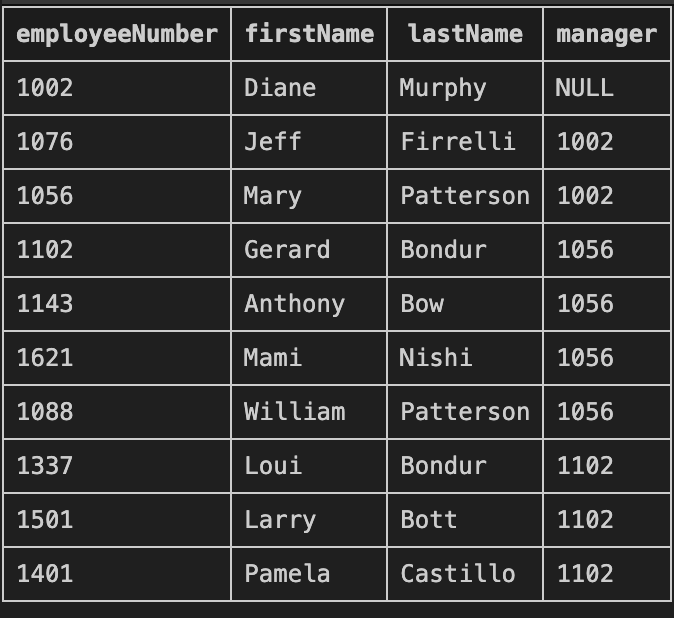 employeeNumber firstName lastName manager
1002 Diane Murphy NULL
1076 Jeff Firrelli 1002
1056 Mary Patterson 1002
1102 Gerard Bondur 1056
1143 Anthony Bow 1056
1621 Mami Nishi 1056
1088 William Patterson 1056
1337 Loui Bondur 1102
1501 Larry Bott 1102
1401 Pamela Castillo 1102